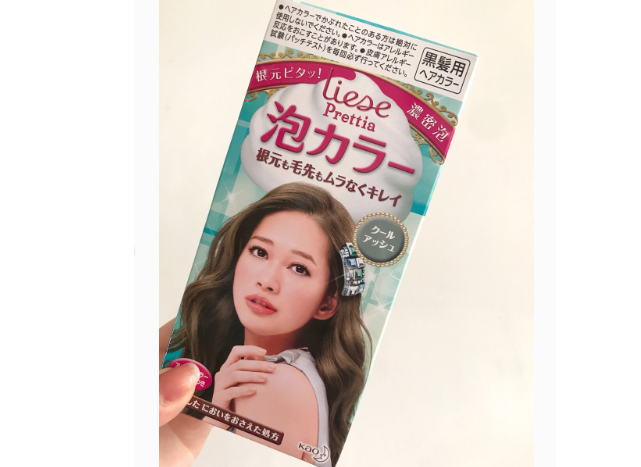 ●ヘアカラーでかぶれたことのある方は絶対に
使用しないでください。●ヘアカラーはアレルギー
反応をおこすことがあります。●皮膚アレルギー
試験（パッチテスト）を毎回必ず行ってください。
黒髪用
ヘアカラー
根元ピタッ!
liese
Prettia
濃密泡
泡カラー
根元も毛先もムラなくキレイ
クール
アッシュ
においをおさえた処方
Kao